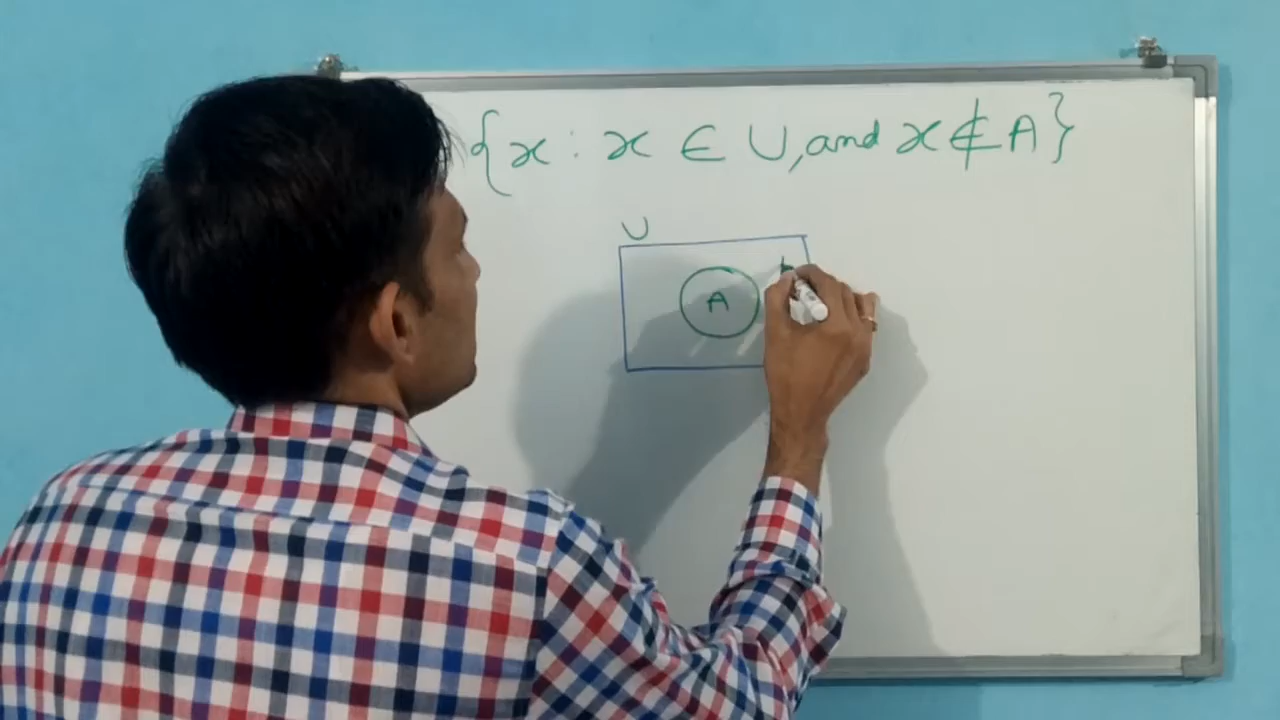 {x : x ∈ U, and x ∉ A}
U
A